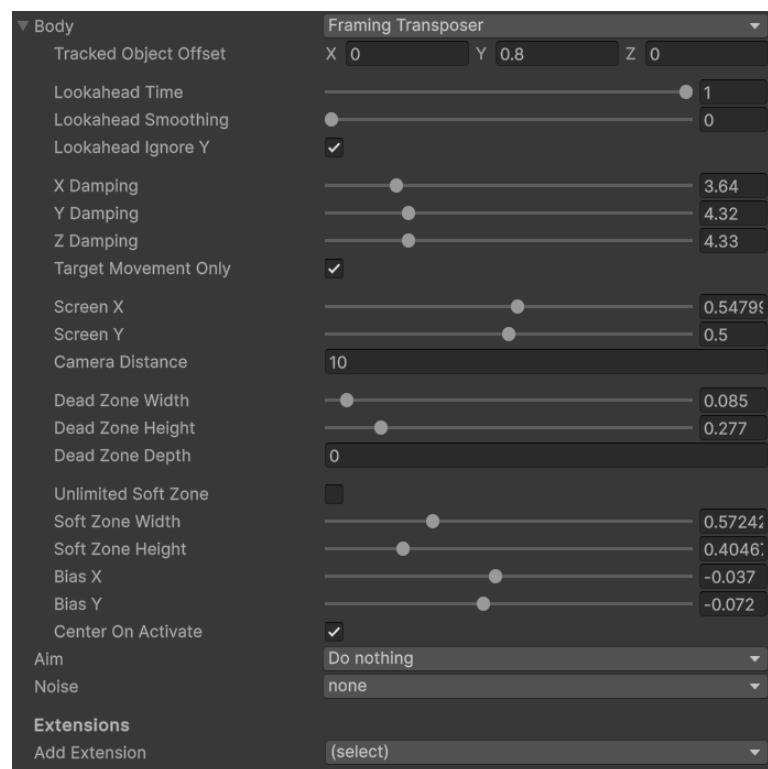 Body Framing Transposer
Tracked Object Offset X 0 Y 0.8 Z 0
Lookahead Time 1
Lookahead Smoothing 0
Lookahead Ignore Y
X Damping 3.64
Y Damping 4.32
Z Damping 4.33
Target Movement Only
Screen X 0.54799
Screen Y 0.5
Camera Distance 10
Dead Zone Width 0.085
Dead Zone Height 0.277
Dead Zone Depth 0
Unlimited Soft Zone
Soft Zone Width 0.57242
Soft Zone Height 0.4046
Bias X -0.037
Bias Y -0.072
Center On Activate
Aim Do nothing
Noise none
Extensions
Add Extension (select)